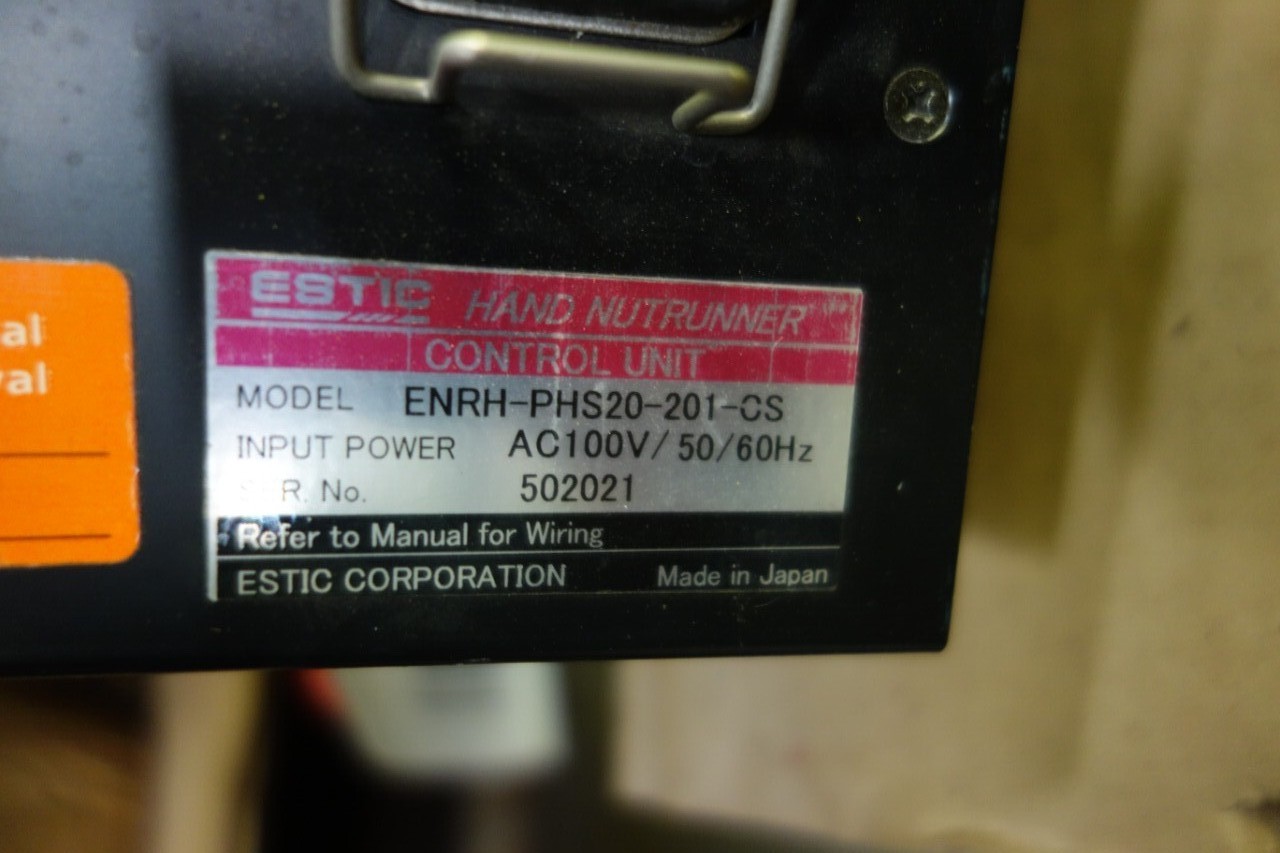 ESTIC HAND NUTRUNNER
CONTROL UNIT
MODEL ENRH-PHS20-201-CS
INPUT POWER AC100V/50/60Hz
R. No. 502021
Refer to Manual for Wiring
ESTIC CORPORATION Made in Japan
al
val